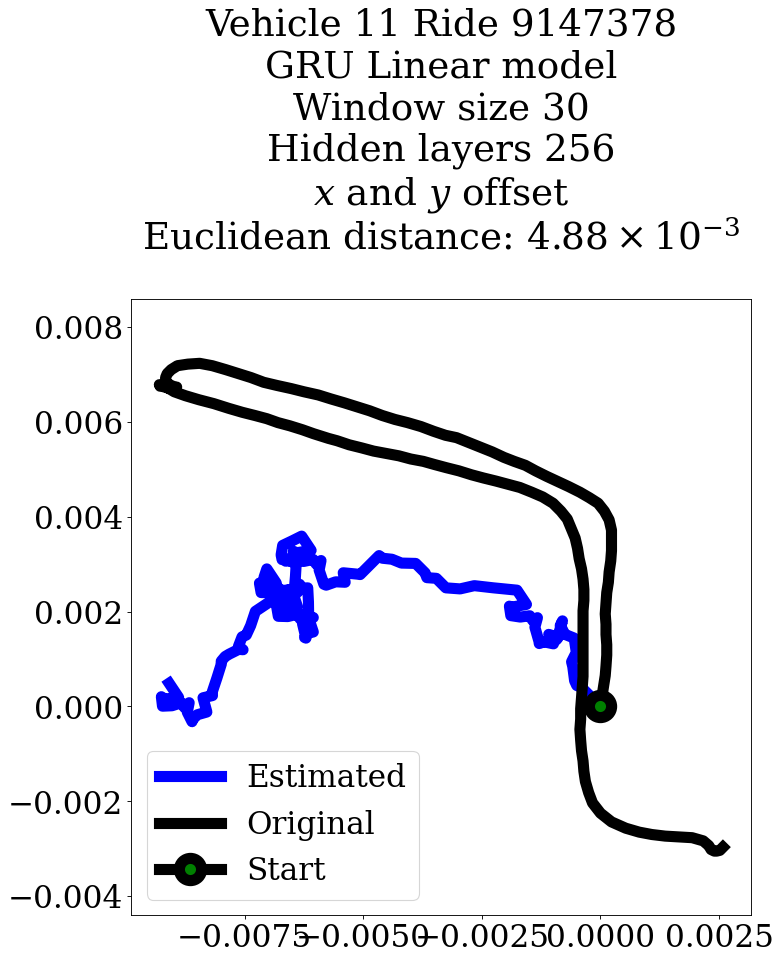 Vehicle 11 Ride 9147378
GRU Linear model
Window size 30
Hidden layers 256
x and y offset
Euclidean distance: 4.88 × 10⁻³
0.008
0.006
0.004
0.002
0.000
−0.002
−0.004
Estimated
Original
Start
−0.0075 −0.0050 −0.0025 0.0000 0.0025